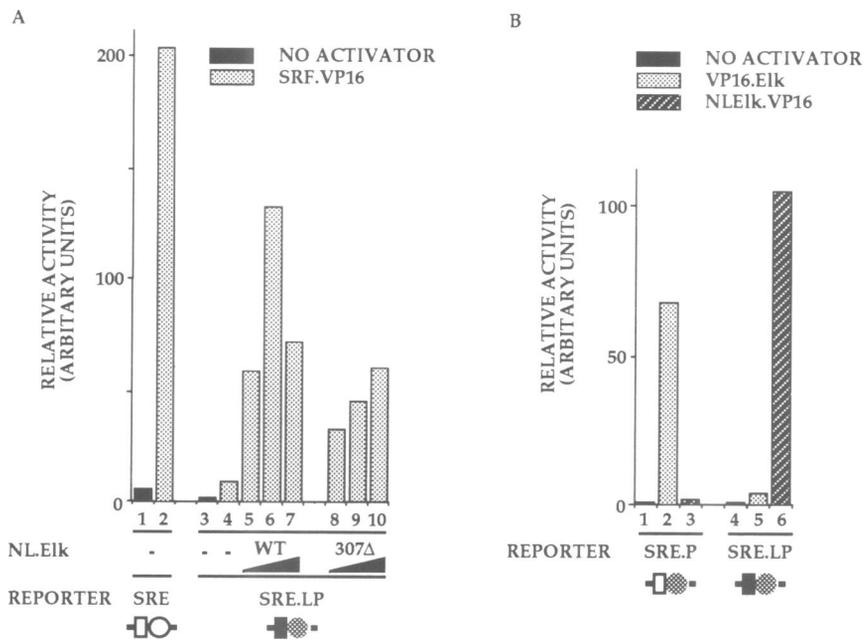 A
NO ACTIVATOR
SRF.VP16
RELATIVE ACTIVITY
(ARBITRARY UNITS)
200
100
0
1 2 3 4 5 6 7 8 9 10
NL.Elk - - - WT 307Δ
REPORTER SRE SRE.LP
B
NO ACTIVATOR
VP16.Elk
NLElk.VP16
RELATIVE ACTIVITY
(ARBITRARY UNITS)
100
50
0
1 2 3 4 5 6
REPORTER SRE.P SRE.LP